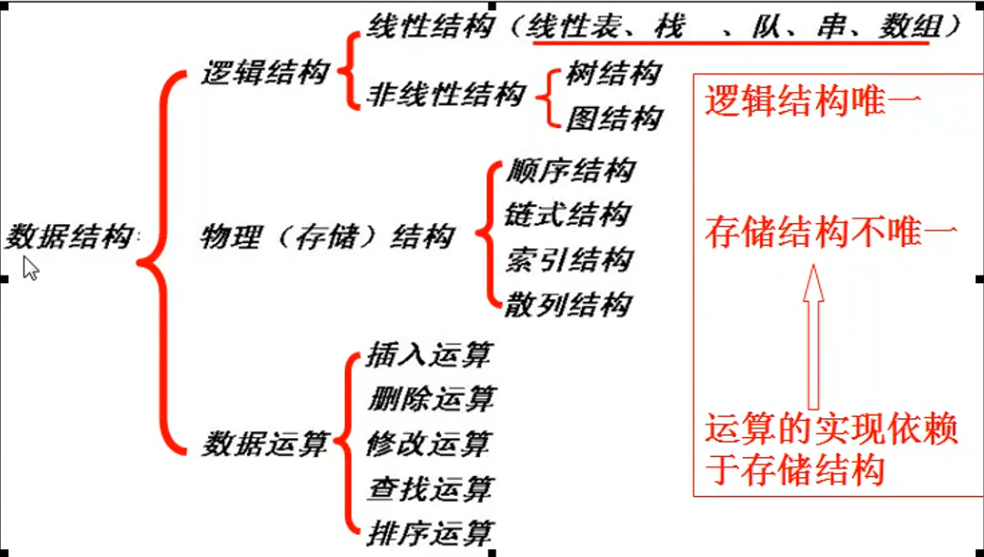 线性结构（线性表、栈 、队、串、数组）
逻辑结构
树结构
非线性结构
图结构
逻辑结构唯一
顺序结构
链式结构
数据结构:
物理（存储）结构
存储结构不唯一
索引结构
散列结构
插入运算
删除运算
数据运算
修改运算
查找运算
排序运算
运算的实现依赖
于存储结构